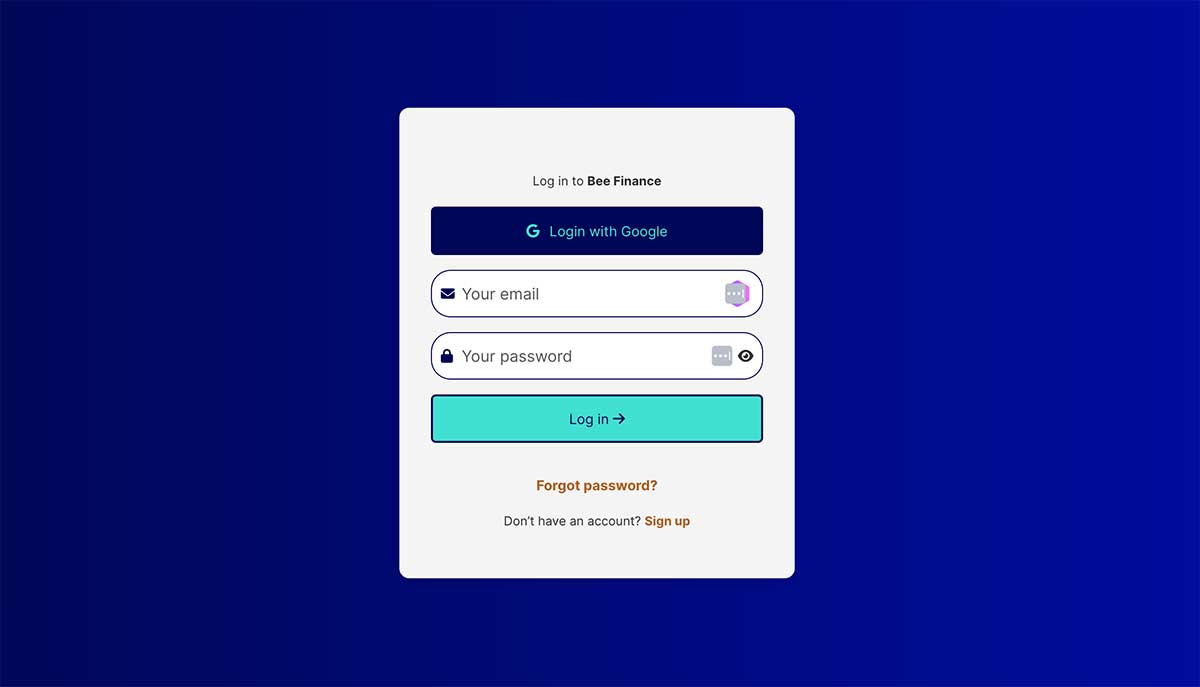 Log in to Bee Finance
Login with Google
Your email
Your password
Log in →
Forgot password?
Don’t have an account? Sign up